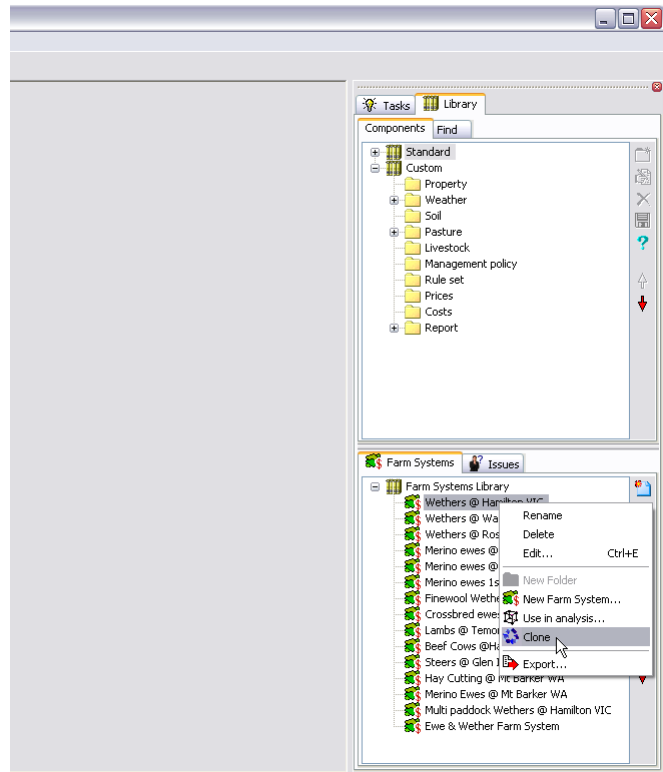 Tasks Library
Components Find
Standard
Custom
Property
Weather
Soil
Pasture
Livestock
Management policy
Rule set
Prices
Costs
Report
Farm Systems Issues
Farm Systems Library
Wethers @ Hamilton VIC
Wethers @ Wa
Wethers @ Ros
Merino ewes @
Merino ewes @
Merino ewes 1s
Finewool Wethe
Crossbred ewe
Lambs @ Temor
Beef Cows @Ha
Steers @ Glen I
Hay Cutting @ Mt Barker WA
Merino Ewes @ Mt Barker WA
Multi paddock Wethers @ Hamilton VIC
Ewe & Wether Farm System
Rename
Delete
Edit... Ctrl+E
New Folder
New Farm System...
Use in analysis...
Clone
Export...